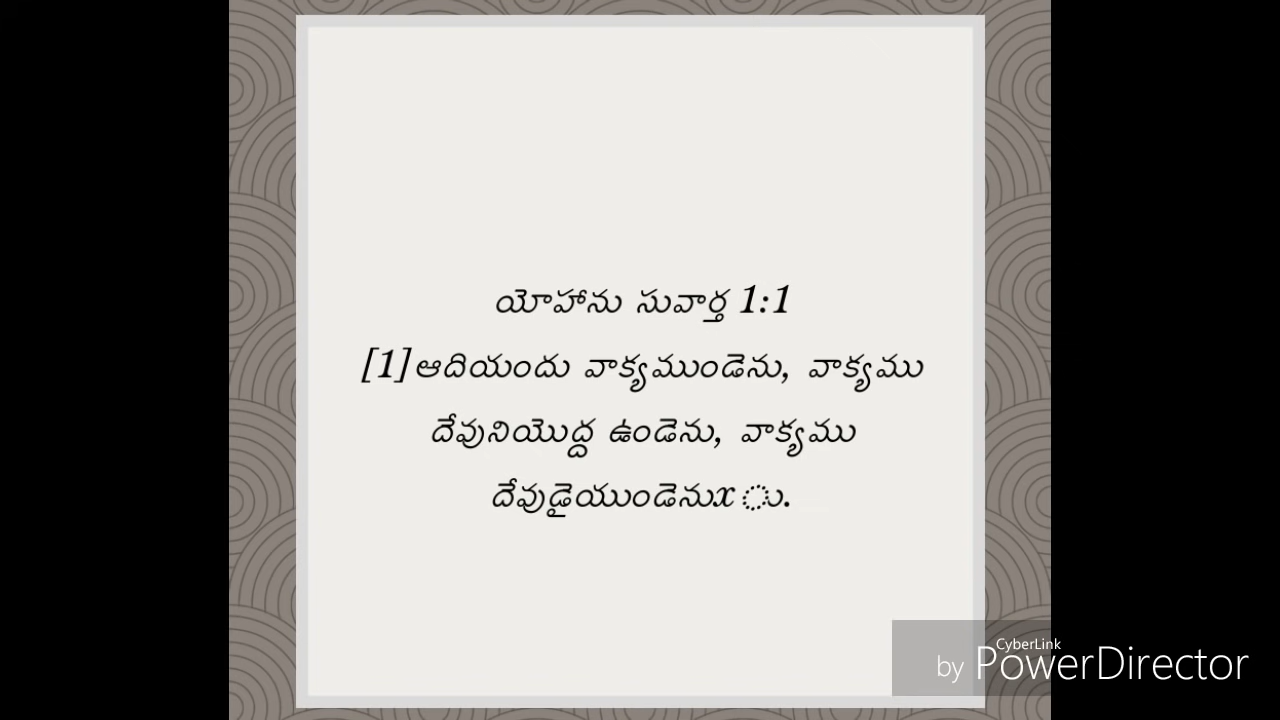 యోహాను సువార్త 1:1
[1]ఆదియందు వాక్యముండెను, వాక్యము
దేవునియొద్ద ఉండెను, వాక్యము
దేవుడైయుండెనుx ు.
CyberLink
by PowerDirector